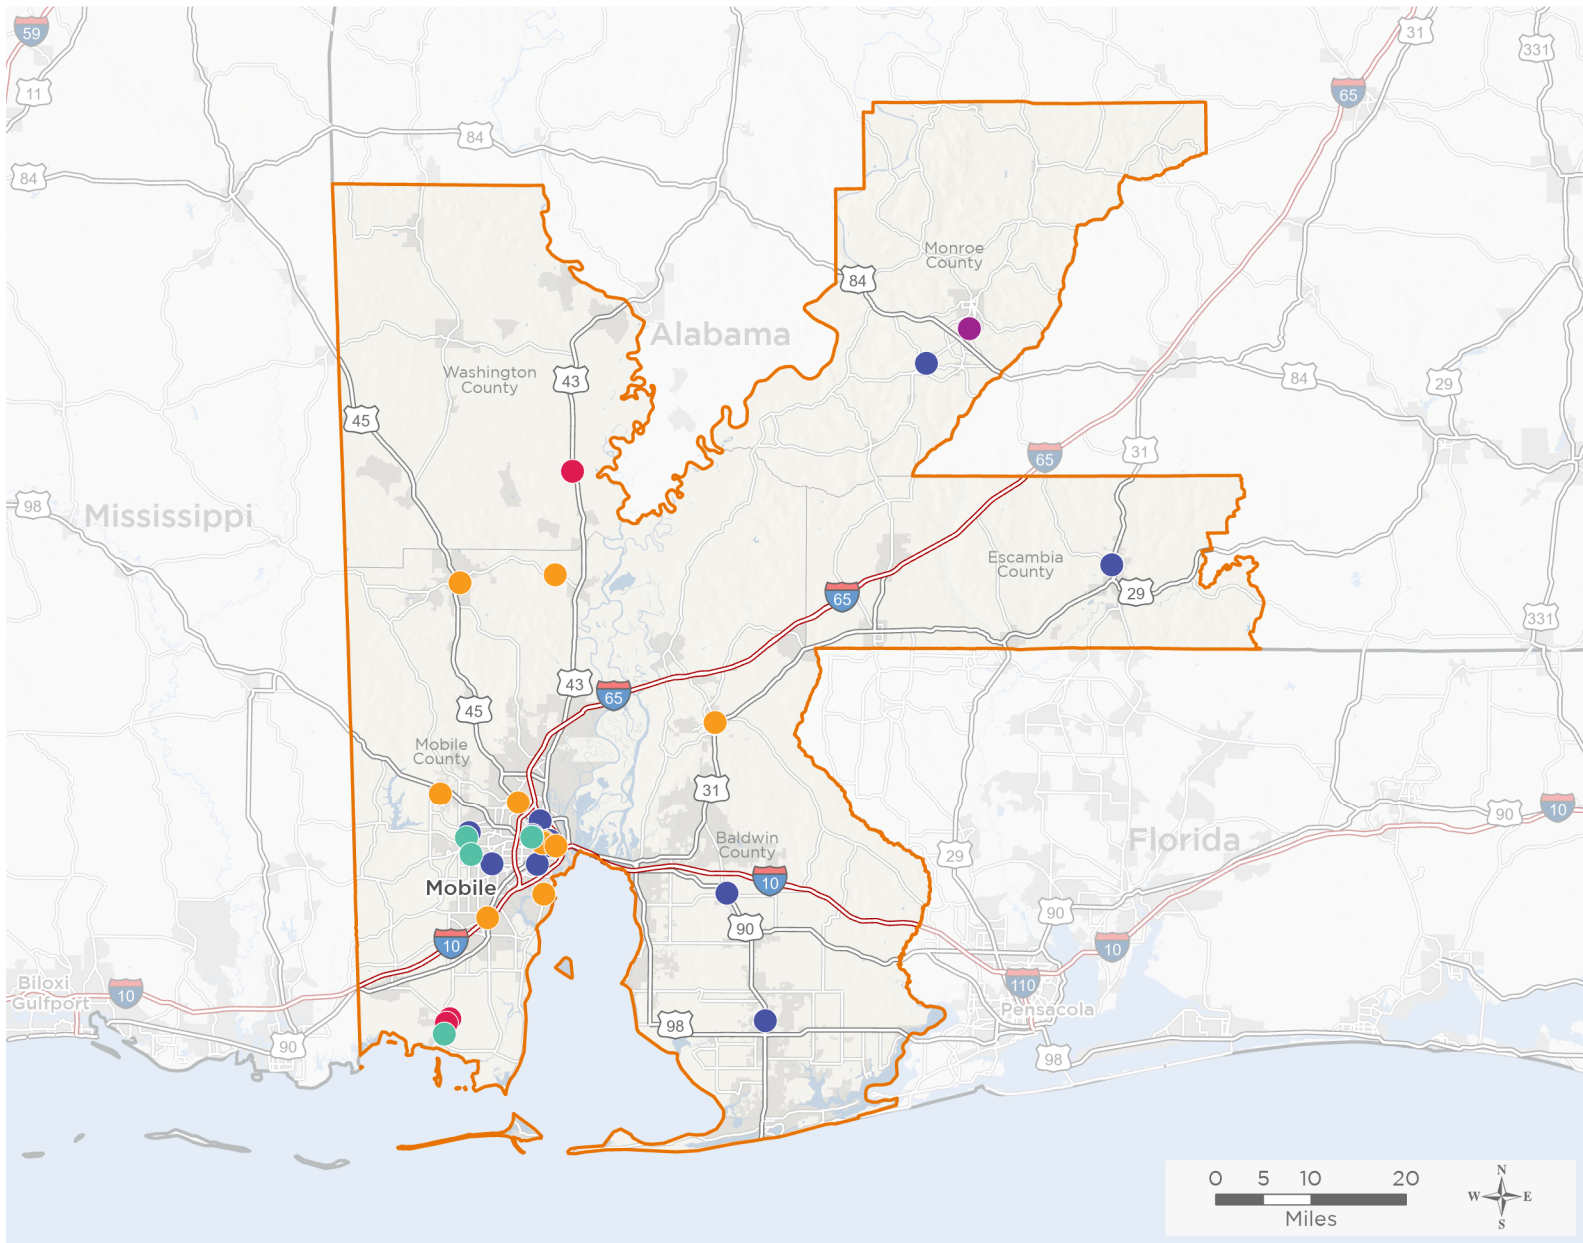 59
31
331
11
65
84
84
Monroe
County
84
Alabama
Washington
County
43
84
29
45
65
31
98
Mississippi
Escambia
County
65
29
331
43
65
45
Mobile
County
31
10
90
Baldwin
County
Florida
29
10
Mobile
90
90
10
10
Biloxi
Gulfport
10
110
Pensacola
98
90
98
0 5 10 20
Miles
N
W E
S